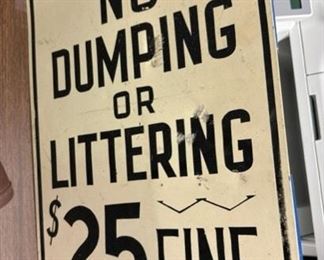 NO
DUMPING
OR
LITTERING
$25 FINE